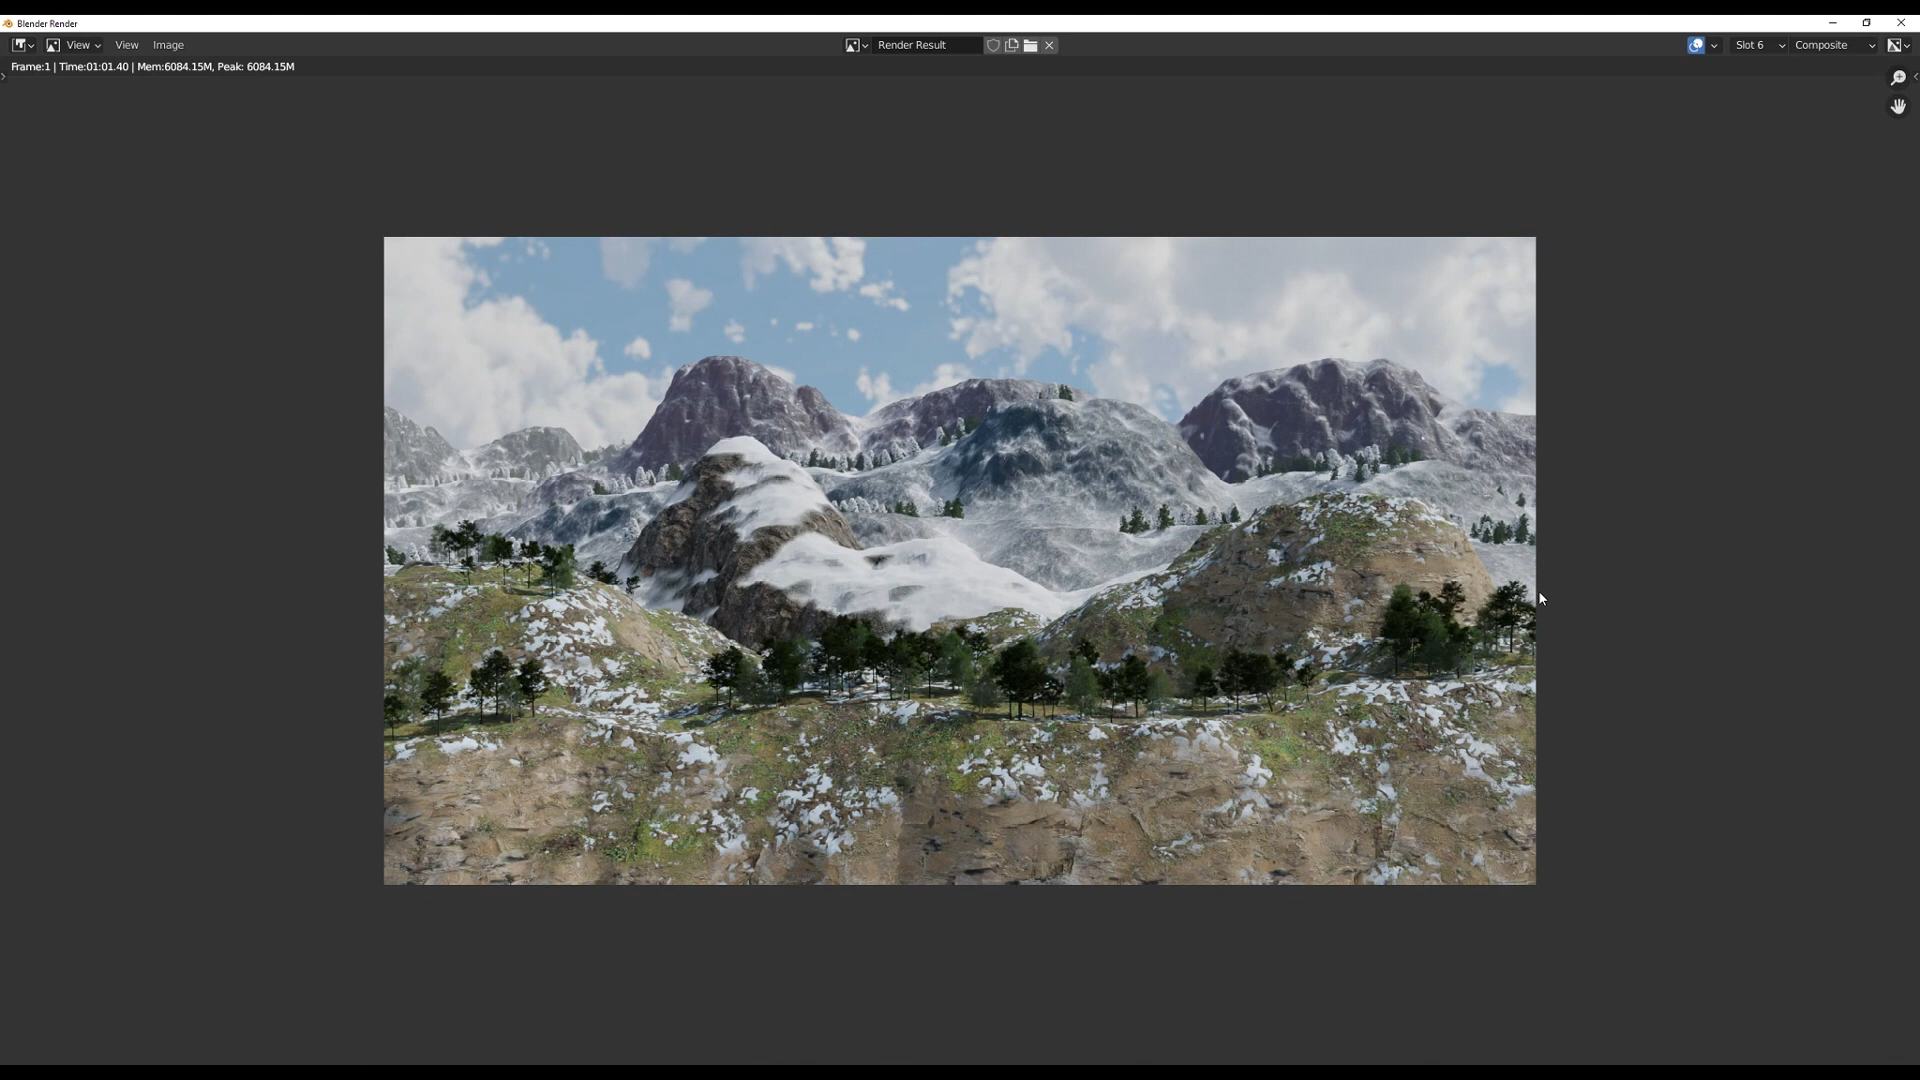 Blender Render
View View Image Render Result Slot 6 Composite
Frame:1 | Time:01:01.40 | Mem:6084.15M, Peak: 6084.15M